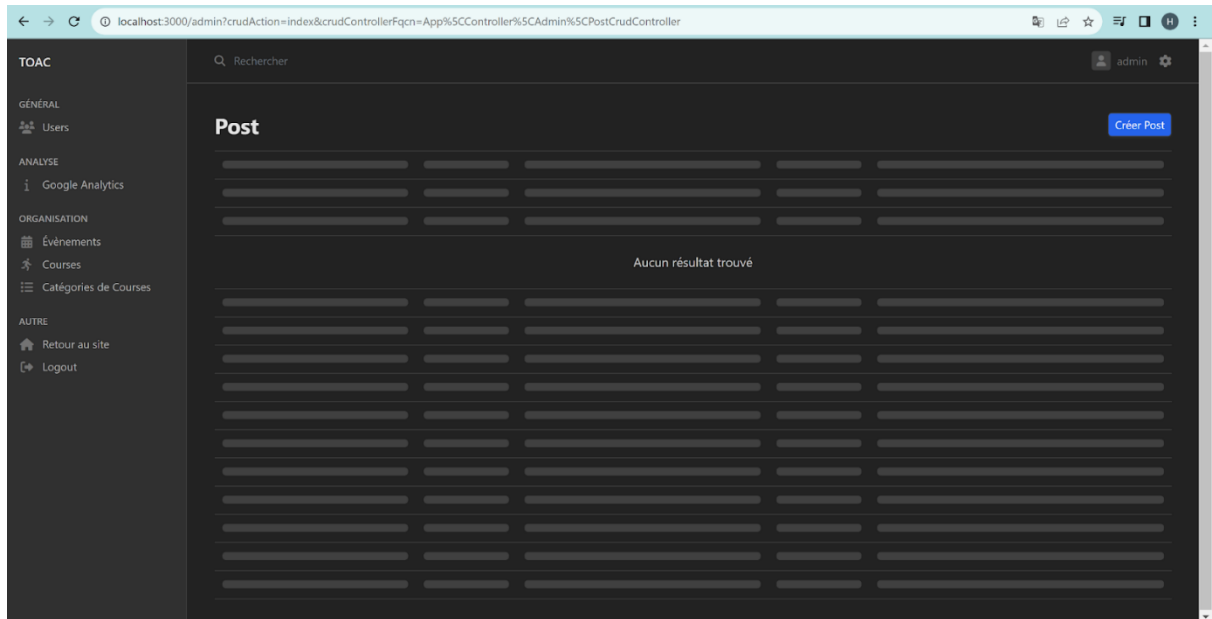 localhost:3000/admin?crudAction=index&crudControllerFqcn=App%5CController%5CAdmin%5CPostCrudController
H
TOAC
Rechercher
admin
GÉNÉRAL
Users
ANALYSE
Google Analytics
ORGANISATION
Évènements
Courses
Catégories de Courses
AUTRE
Retour au site
Logout
Post
Créer Post
Aucun résultat trouvé